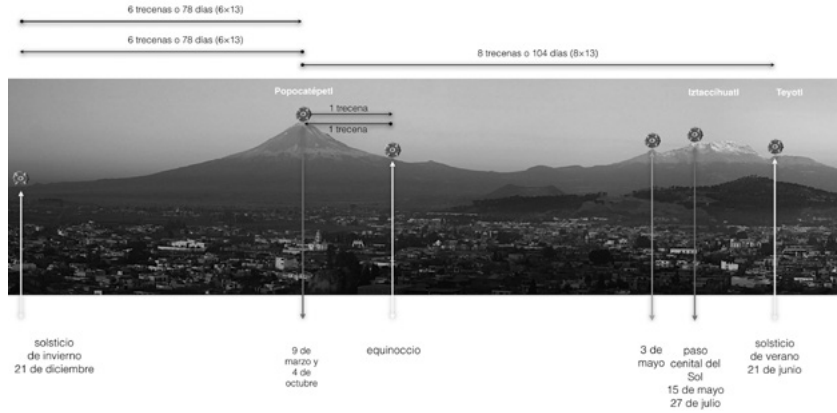 6 trecenas o 78 días (6×13)
6 trecenas o 78 días (6×13)
8 trecenas o 104 días (8×13)
Popocatépetl
Iztaccíhuatl
Teyotl
1 trecena
1 trecena
solsticio
de invierno
21 de diciembre
9 de
marzo y
4 de
octubre
equinoccio
3 de
mayo
paso
cenital del
Sol
15 de mayo
27 de julio
solsticio
de verano
21 de junio